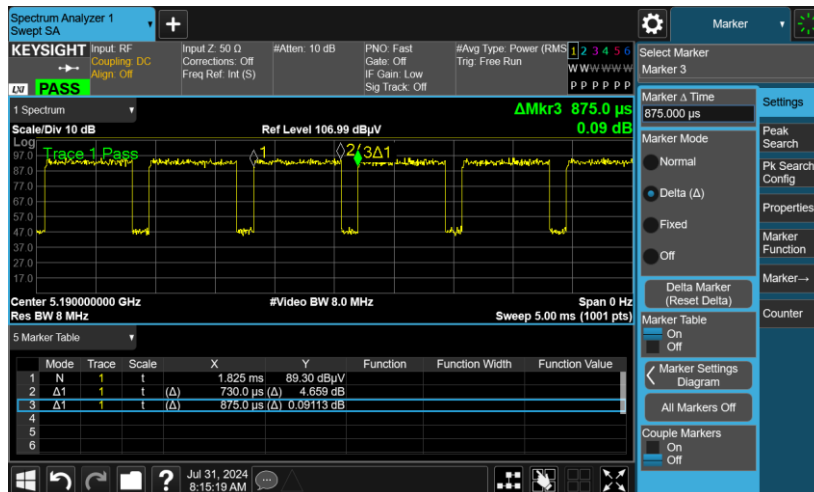 Spectrum Analyzer 1
Swept SA
Marker
KEYSIGHT
Input: RF
Coupling: DC
Align: Off
Input Z: 50 Ω
Corrections: Off
Freq Ref: Int (S)
#Atten: 10 dB
PNO: Fast
Gate: Off
IF Gain: Low
Sig Track: Off
#Avg Type: Power (RMS
Trig: Free Run
1 2 3 4 5 6
W W W W W W
P P P P P P
LXI PASS
Select Marker
Marker 3
1 Spectrum
ΔMkr3 875.0 µs
0.09 dB
Scale/Div 10 dB
Ref Level 106.99 dBµV
Log
Trace 1 Pass
1
2
3Δ1
97.0
87.0
77.0
67.0
57.0
47.0
37.0
27.0
17.0
Center 5.190000000 GHz
#Video BW 8.0 MHz
Span 0 Hz
Res BW 8 MHz
Sweep 5.00 ms (1001 pts)
5 Marker Table
Mode Trace Scale X Y Function Function Width Function Value
1 N 1 t 1.825 ms 89.30 dBµV
2 Δ1 1 t (Δ) 730.0 µs (Δ) 4.659 dB
3 Δ1 1 t (Δ) 875.0 µs (Δ) 0.09113 dB
4
5
6
Jul 31, 2024
8:15:19 AM
Marker Δ Time
875.000 µs
Marker Mode
Normal
Delta (Δ)
Fixed
Off
Delta Marker
(Reset Delta)
Marker Table
On
Off
Marker Settings
Diagram
All Markers Off
Couple Markers
On
Off
Settings
Peak
Search
Pk Search
Config
Properties
Marker
Function
Marker→
Counter